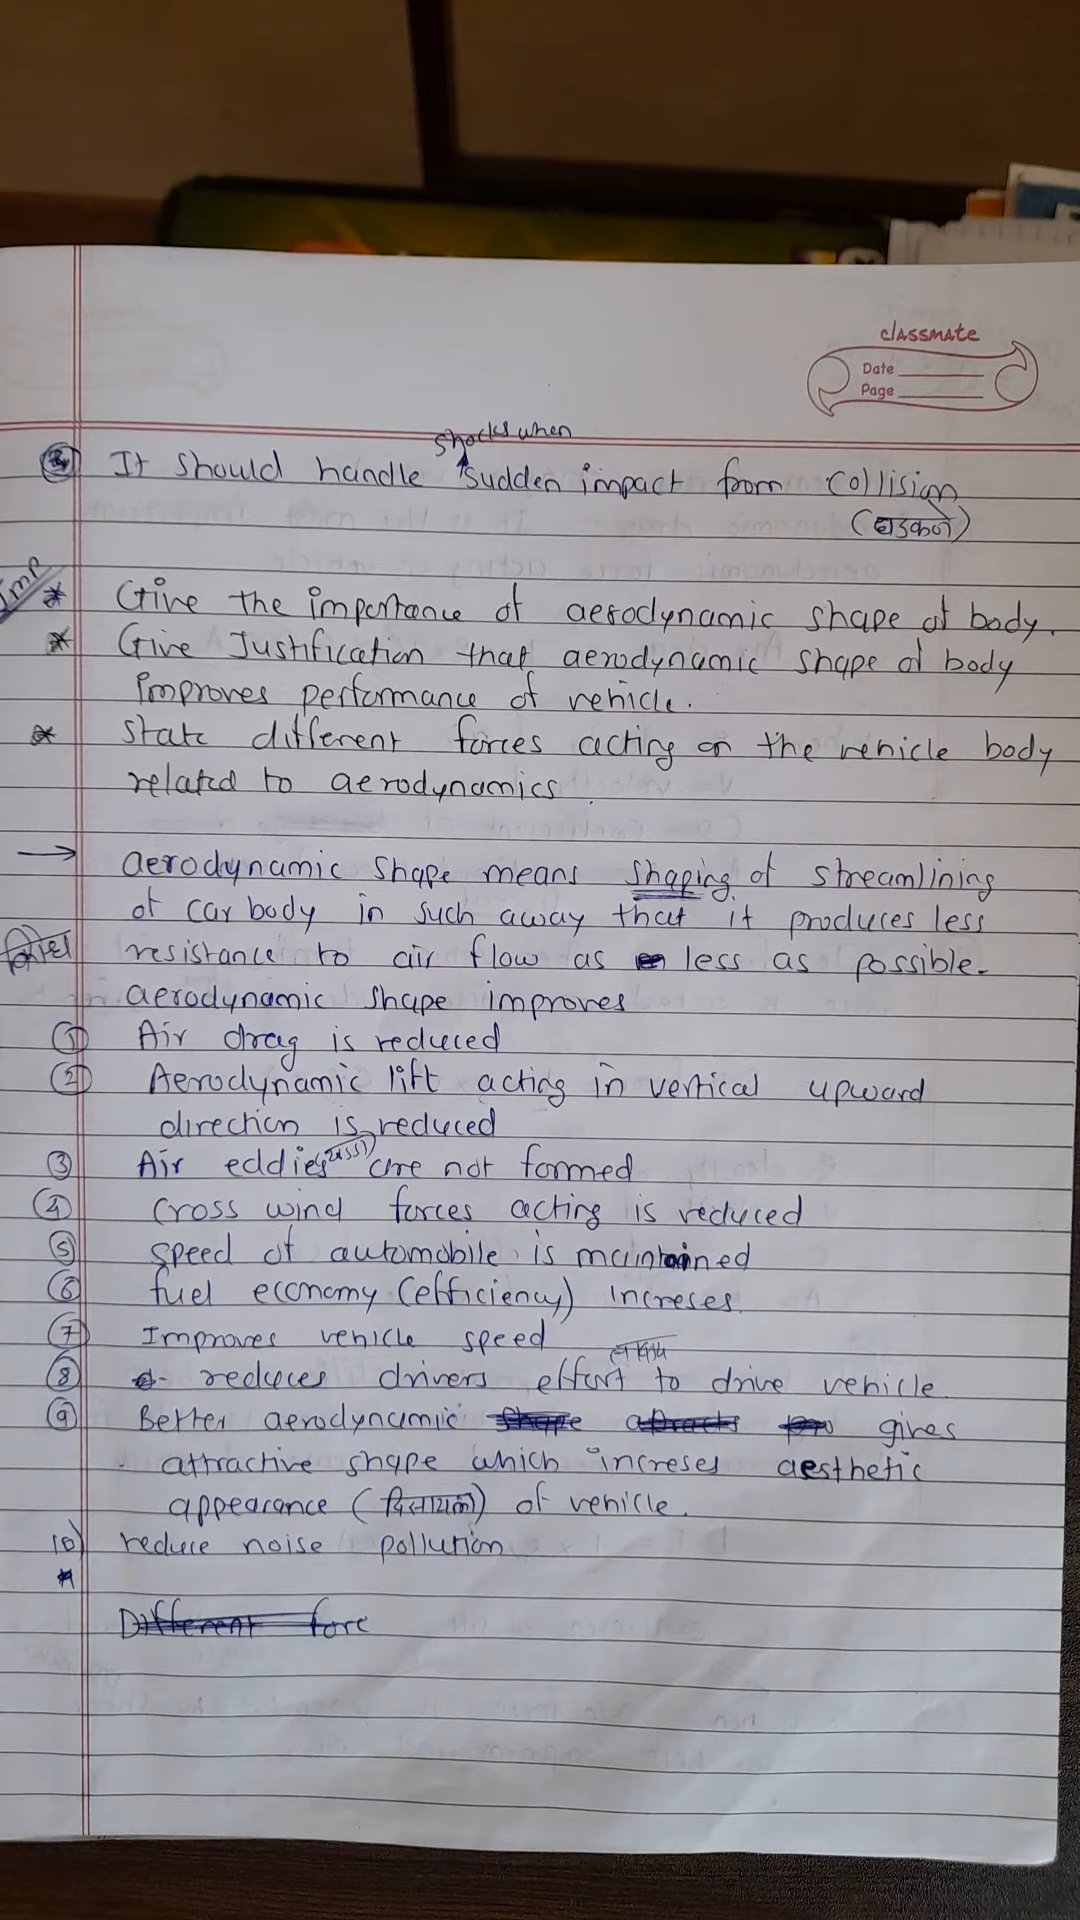 classmate
Date
Page
shocks when
③ It should handle sudden impact from collision
(धडकने)
Imp
* Give the importance of aerodynamic shape of body.
* Give Justification that aerodynamic shape of body
improves performance of vehicle.
* State different forces acting on the vehicle body
related to aerodynamics.
→ aerodynamic shape means shaping of streamlining
of car body in such away that it produces less
resistance to air flow as less as possible.
aerodynamic shape improves
① Air drag is reduced
② Aerodynamic lift acting in vertical upward
direction is reduced
③ Air eddies are not formed
④ Cross wind forces acting is reduced
⑤ speed of automobile is maintained
⑥ fuel economy (efficiency) increses.
⑦ Improves vehicle speed
⑧ reduces drivers effort to drive vehicle
⑨ Better aerodynamic gives
attractive shape which increses aesthetic
appearance of vehicle.
10) reduce noise pollution
*
Different forc